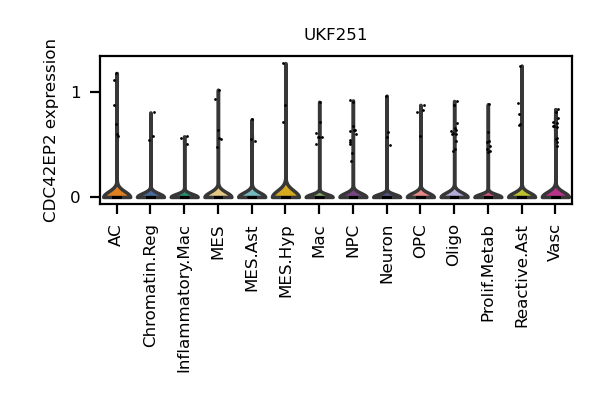 UKF251
CDC42EP2 expression
1
0
AC
Chromatin.Reg
Inflammatory.Mac
MES
MES.Ast
MES.Hyp
Mac
NPC
Neuron
OPC
Oligo
Prolif.Metab
Reactive.Ast
Vasc